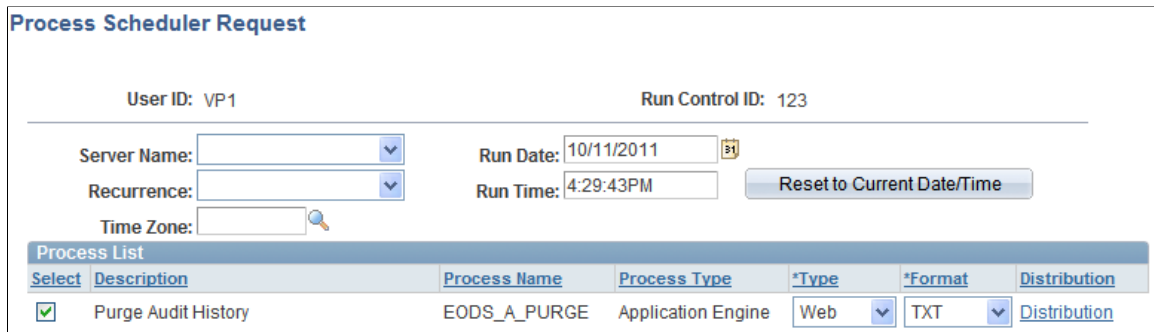 Process Scheduler Request
User ID: VP1 Run Control ID: 123
Server Name: Run Date: 10/11/2011 31
Recurrence: Run Time: 4:29:43PM Reset to Current Date/Time
Time Zone:
Process List
Select Description Process Name Process Type *Type *Format Distribution
Purge Audit History EODS_A_PURGE Application Engine Web TXT Distribution